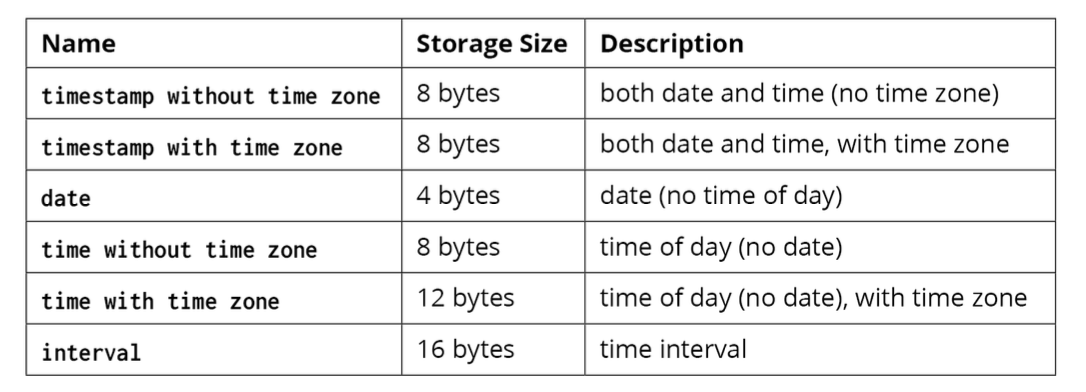 Name Storage Size Description
timestamp without time zone 8 bytes both date and time (no time zone)
timestamp with time zone 8 bytes both date and time, with time zone
date 4 bytes date (no time of day)
time without time zone 8 bytes time of day (no date)
time with time zone 12 bytes time of day (no date), with time zone
interval 16 bytes time interval